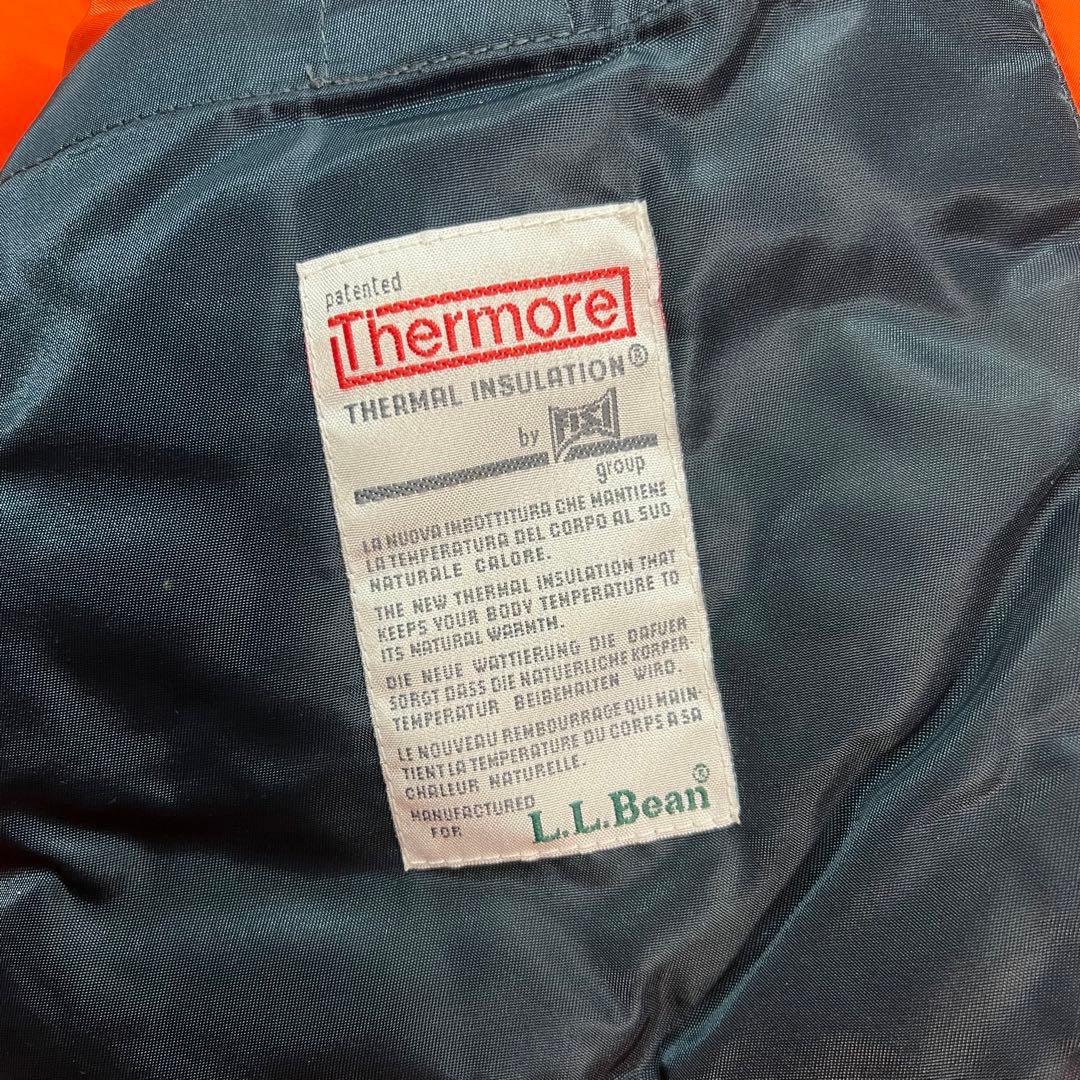 patented
Thermore
THERMAL INSULATION®
by FISI
group
LA NUOVA IMBOTTITURA CHE MANTIENE
LA TEMPERATURA DEL CORPO AL SUO
NATURALE CALORE.
THE NEW THERMAL INSULATION THAT
KEEPS YOUR BODY TEMPERATURE TO
ITS NATURAL WARMTH.
DIE NEUE WATTIERUNG DIE DAFUER
SORGT DASS DIE NATUERLICHE KORPER-
TEMPERATUR BEIBEHALTEN WIRD.
LE NOUVEAU REMBOURRAGE QUI MAIN-
TIENT LA TEMPERATURE DU CORPS A SA
CHALEUR NATURELLE.
MANUFACTURED
FOR L.L.Bean®